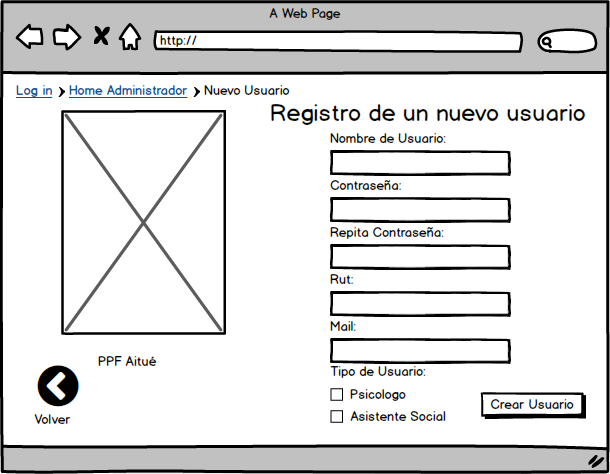 A Web Page
http://
Log in Home Administrador Nuevo Usuario
Registro de un nuevo usuario
Nombre de Usuario:
Contraseña:
Repita Contraseña:
Rut:
Mail:
PPF Aitué
Tipo de Usuario:
Psicologo
Asistente Social
Crear Usuario
Volver